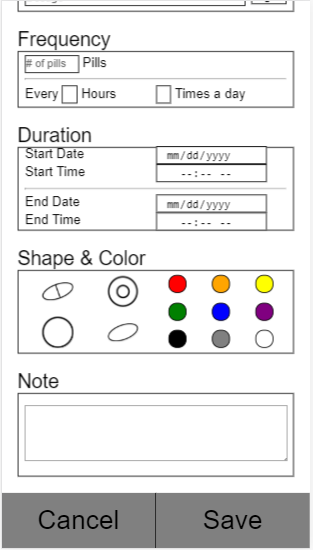 Frequency
# of pills Pills
Every Hours Times a day
Duration
Start Date mm/dd/yyyy
Start Time --:-- --
End Date mm/dd/yyyy
End Time --:-- --
Shape & Color
Note
Cancel Save